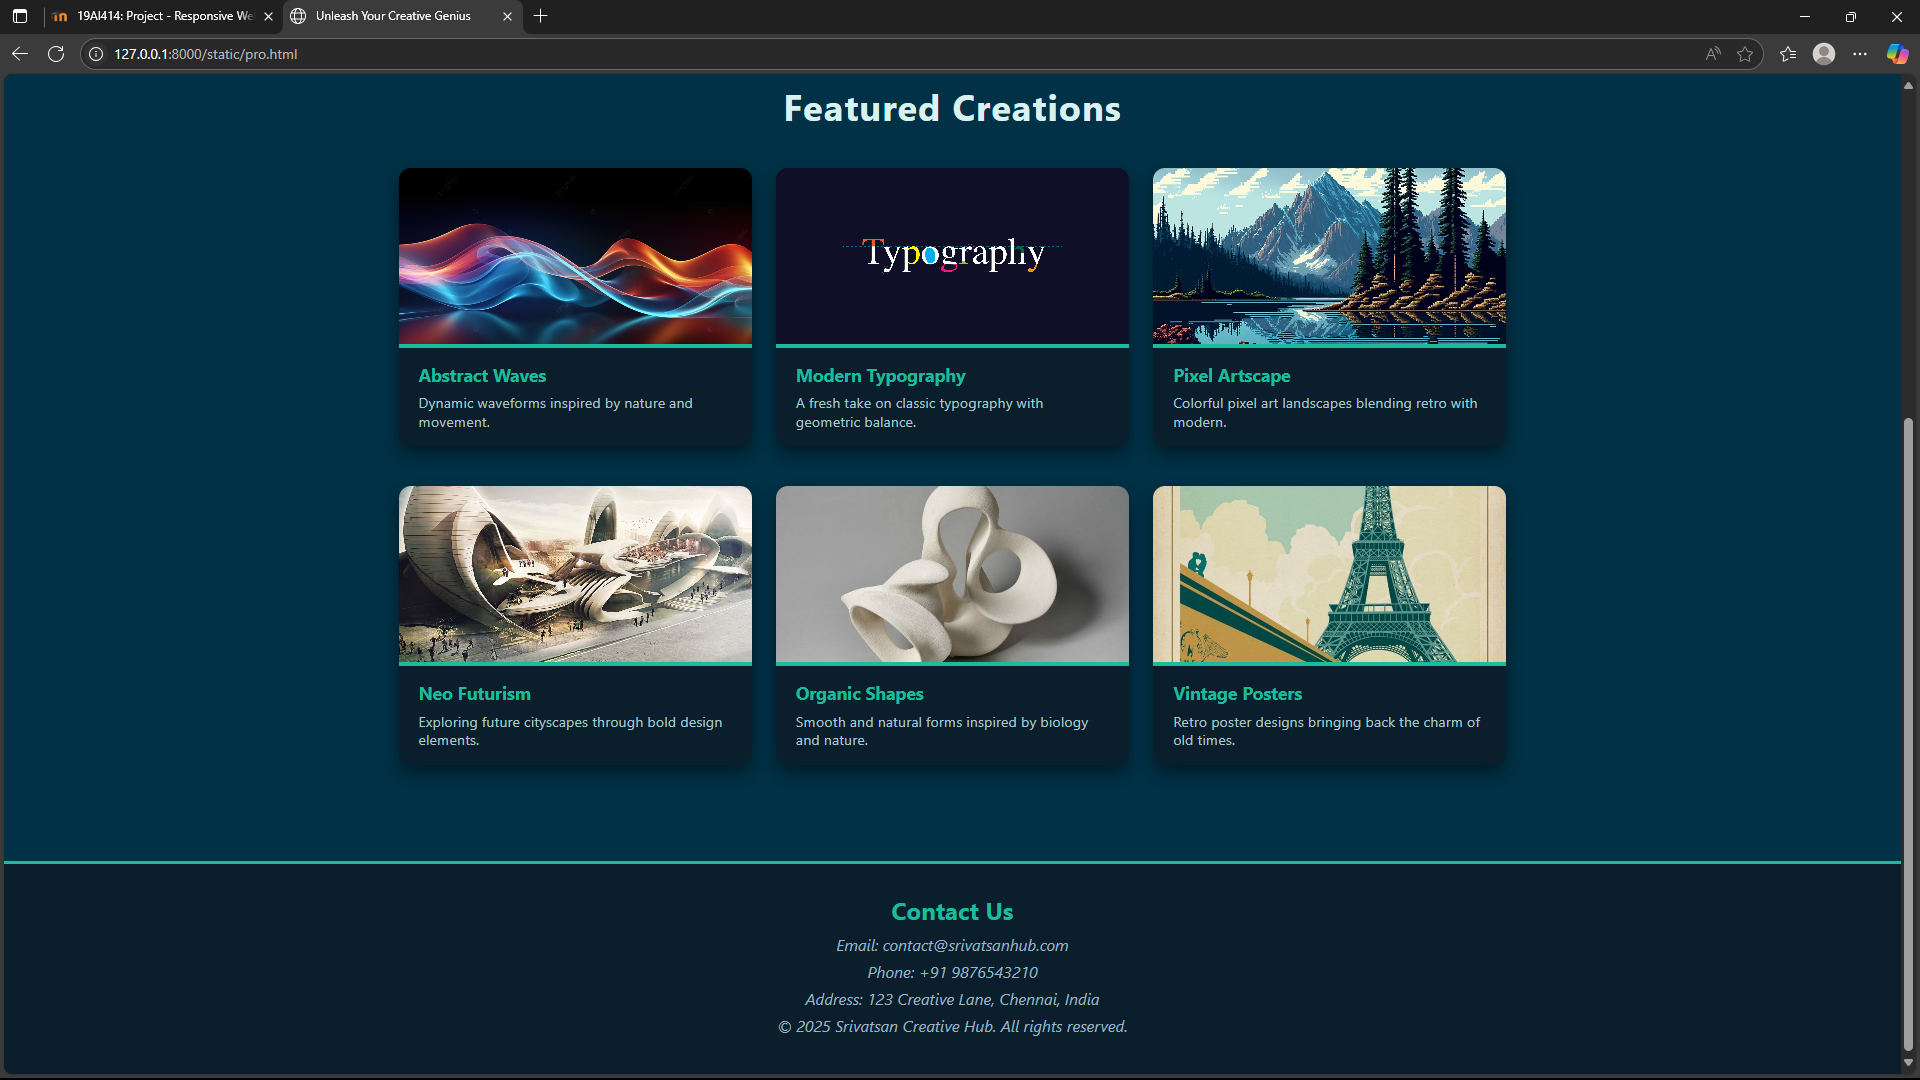 19AI414: Project - Responsive We
Unleash Your Creative Genius
127.0.0.1:8000/static/pro.html
Featured Creations
Typography
Abstract Waves
Dynamic waveforms inspired by nature and
movement.
Modern Typography
A fresh take on classic typography with
geometric balance.
Pixel Artscape
Colorful pixel art landscapes blending retro with
modern.
Neo Futurism
Exploring future cityscapes through bold design
elements.
Organic Shapes
Smooth and natural forms inspired by biology
and nature.
Vintage Posters
Retro poster designs bringing back the charm of
old times.
Contact Us
Email: contact@srivatsanhub.com
Phone: +91 9876543210
Address: 123 Creative Lane, Chennai, India
© 2025 Srivatsan Creative Hub. All rights reserved.